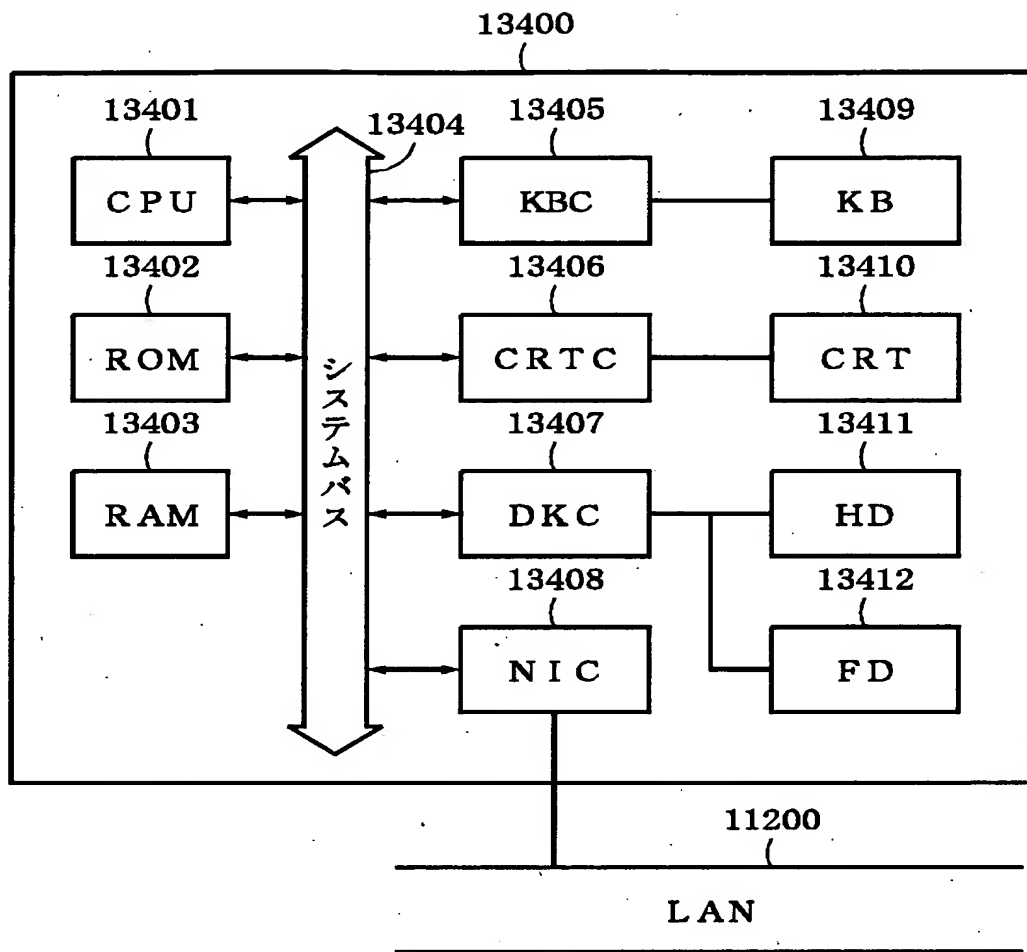 13400
13401
13404
13405
13409
CPU
KBC
KB
13402
13406
13410
ROM
CRTC
CRT
システムバス
13403
13407
13411
RAM
DKC
HD
13408
13412
NIC
FD
11200
LAN